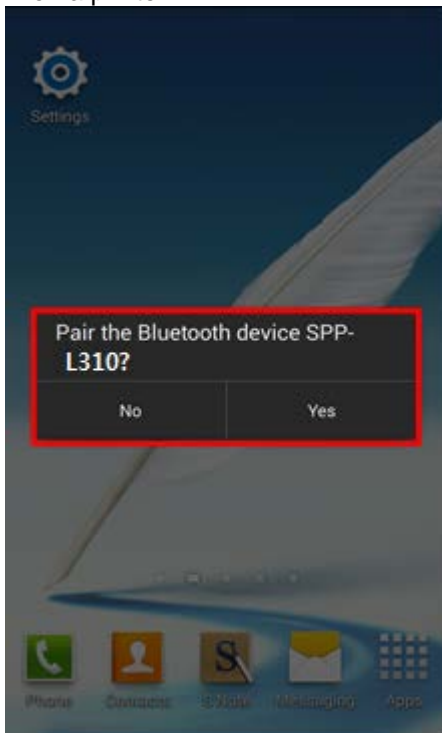 Settings
Pair the Bluetooth device SPP-
L310?
No Yes
Phone Contacts S Note Messaging Apps